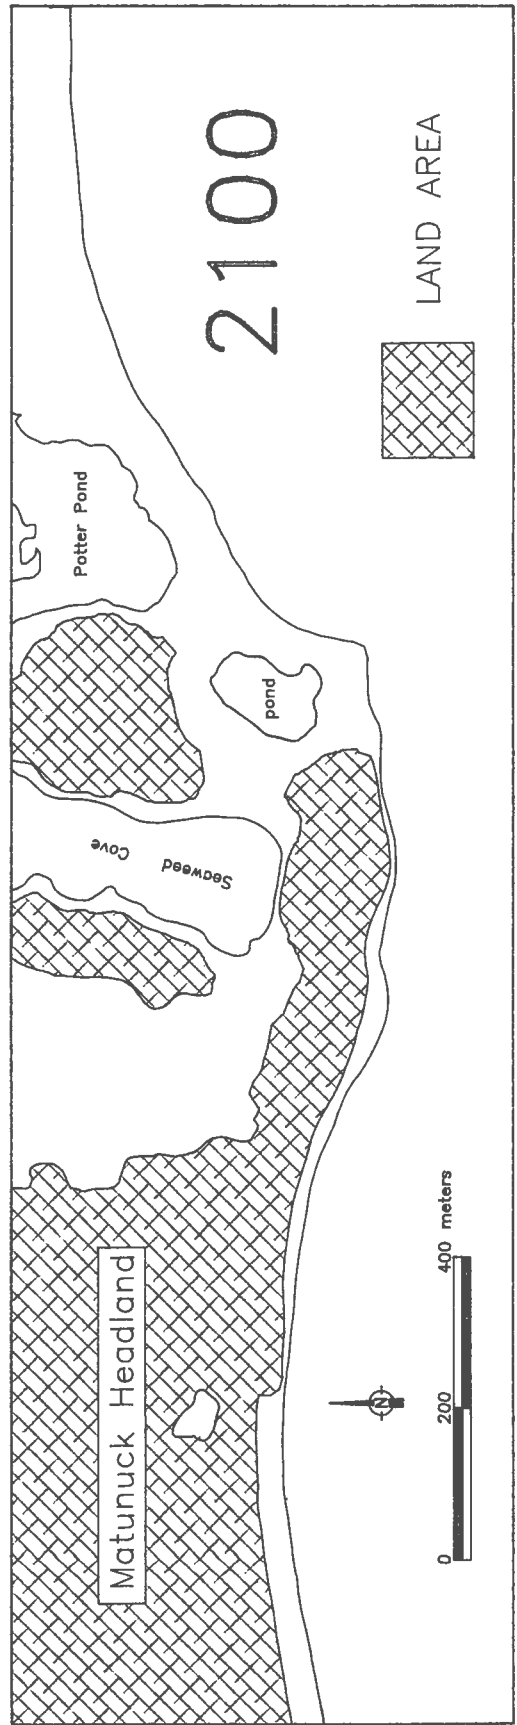 Potter Pond
2100
pond
Seaweed
Cove
Matunuck Headland
LAND AREA
N
0 200 400 meters